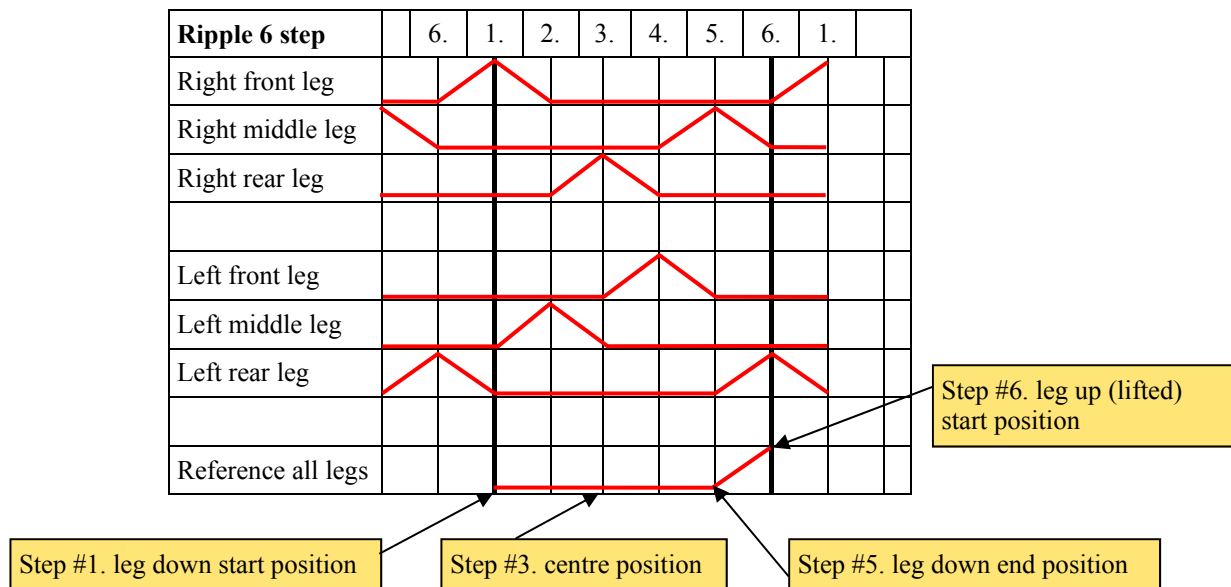 Ripple 6 step 6. 1. 2. 3. 4. 5. 6. 1.
Right front leg
Right middle leg
Right rear leg
Left front leg
Left middle leg
Left rear leg
Step #6. leg up (lifted)
start position
Reference all legs
Step #1. leg down start position
Step #3. centre position
Step #5. leg down end position